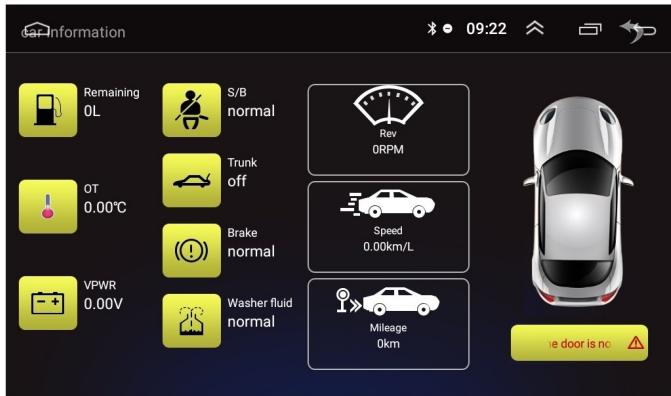 car Information
09:22
Remaining
0L
S/B
normal
Rev
0RPM
OT
0.00℃
Trunk
off
Speed
0.00km/L
Brake
normal
VPWR
0.00V
Washer fluid
normal
Mileage
0km
door is